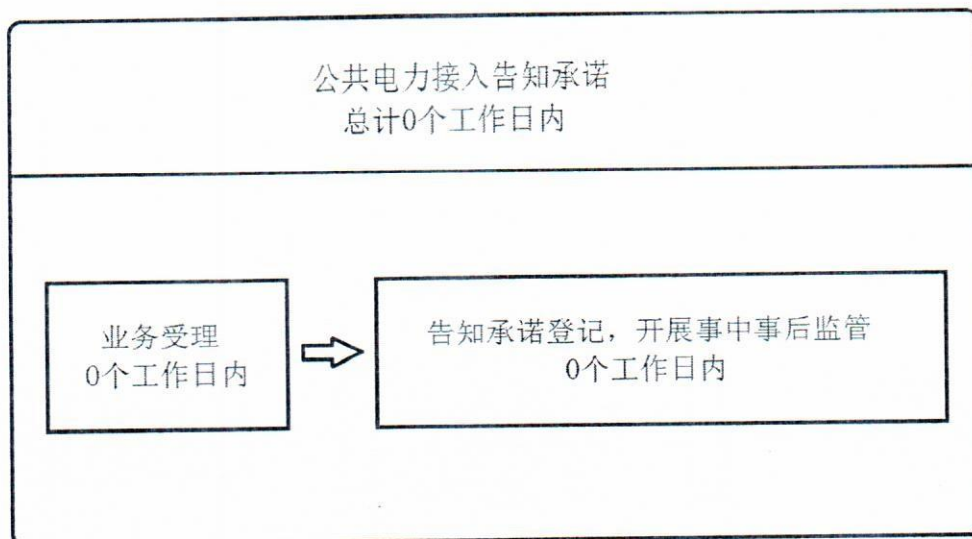 公共电力接入告知承诺
总计0个工作日内
业务受理
0个工作日内
告知承诺登记，开展事中事后监管
0个工作日内